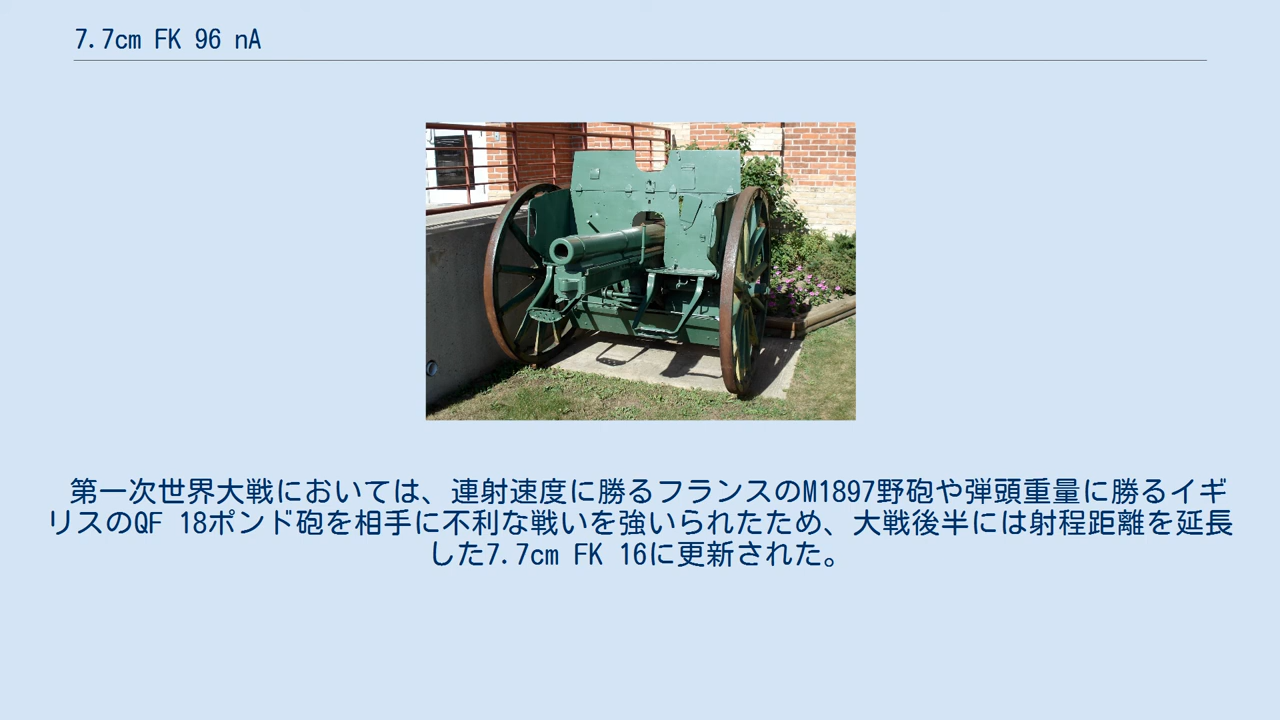 7.7cm FK 96 nA
第一次世界大戦においては、連射速度に勝るフランスのM1897野砲や弾頭重量に勝るイギ
リスのQF 18ポンド砲を相手に不利な戦いを強いられたため、大戦後半には射程距離を延長
した7.7cm FK 16に更新された。